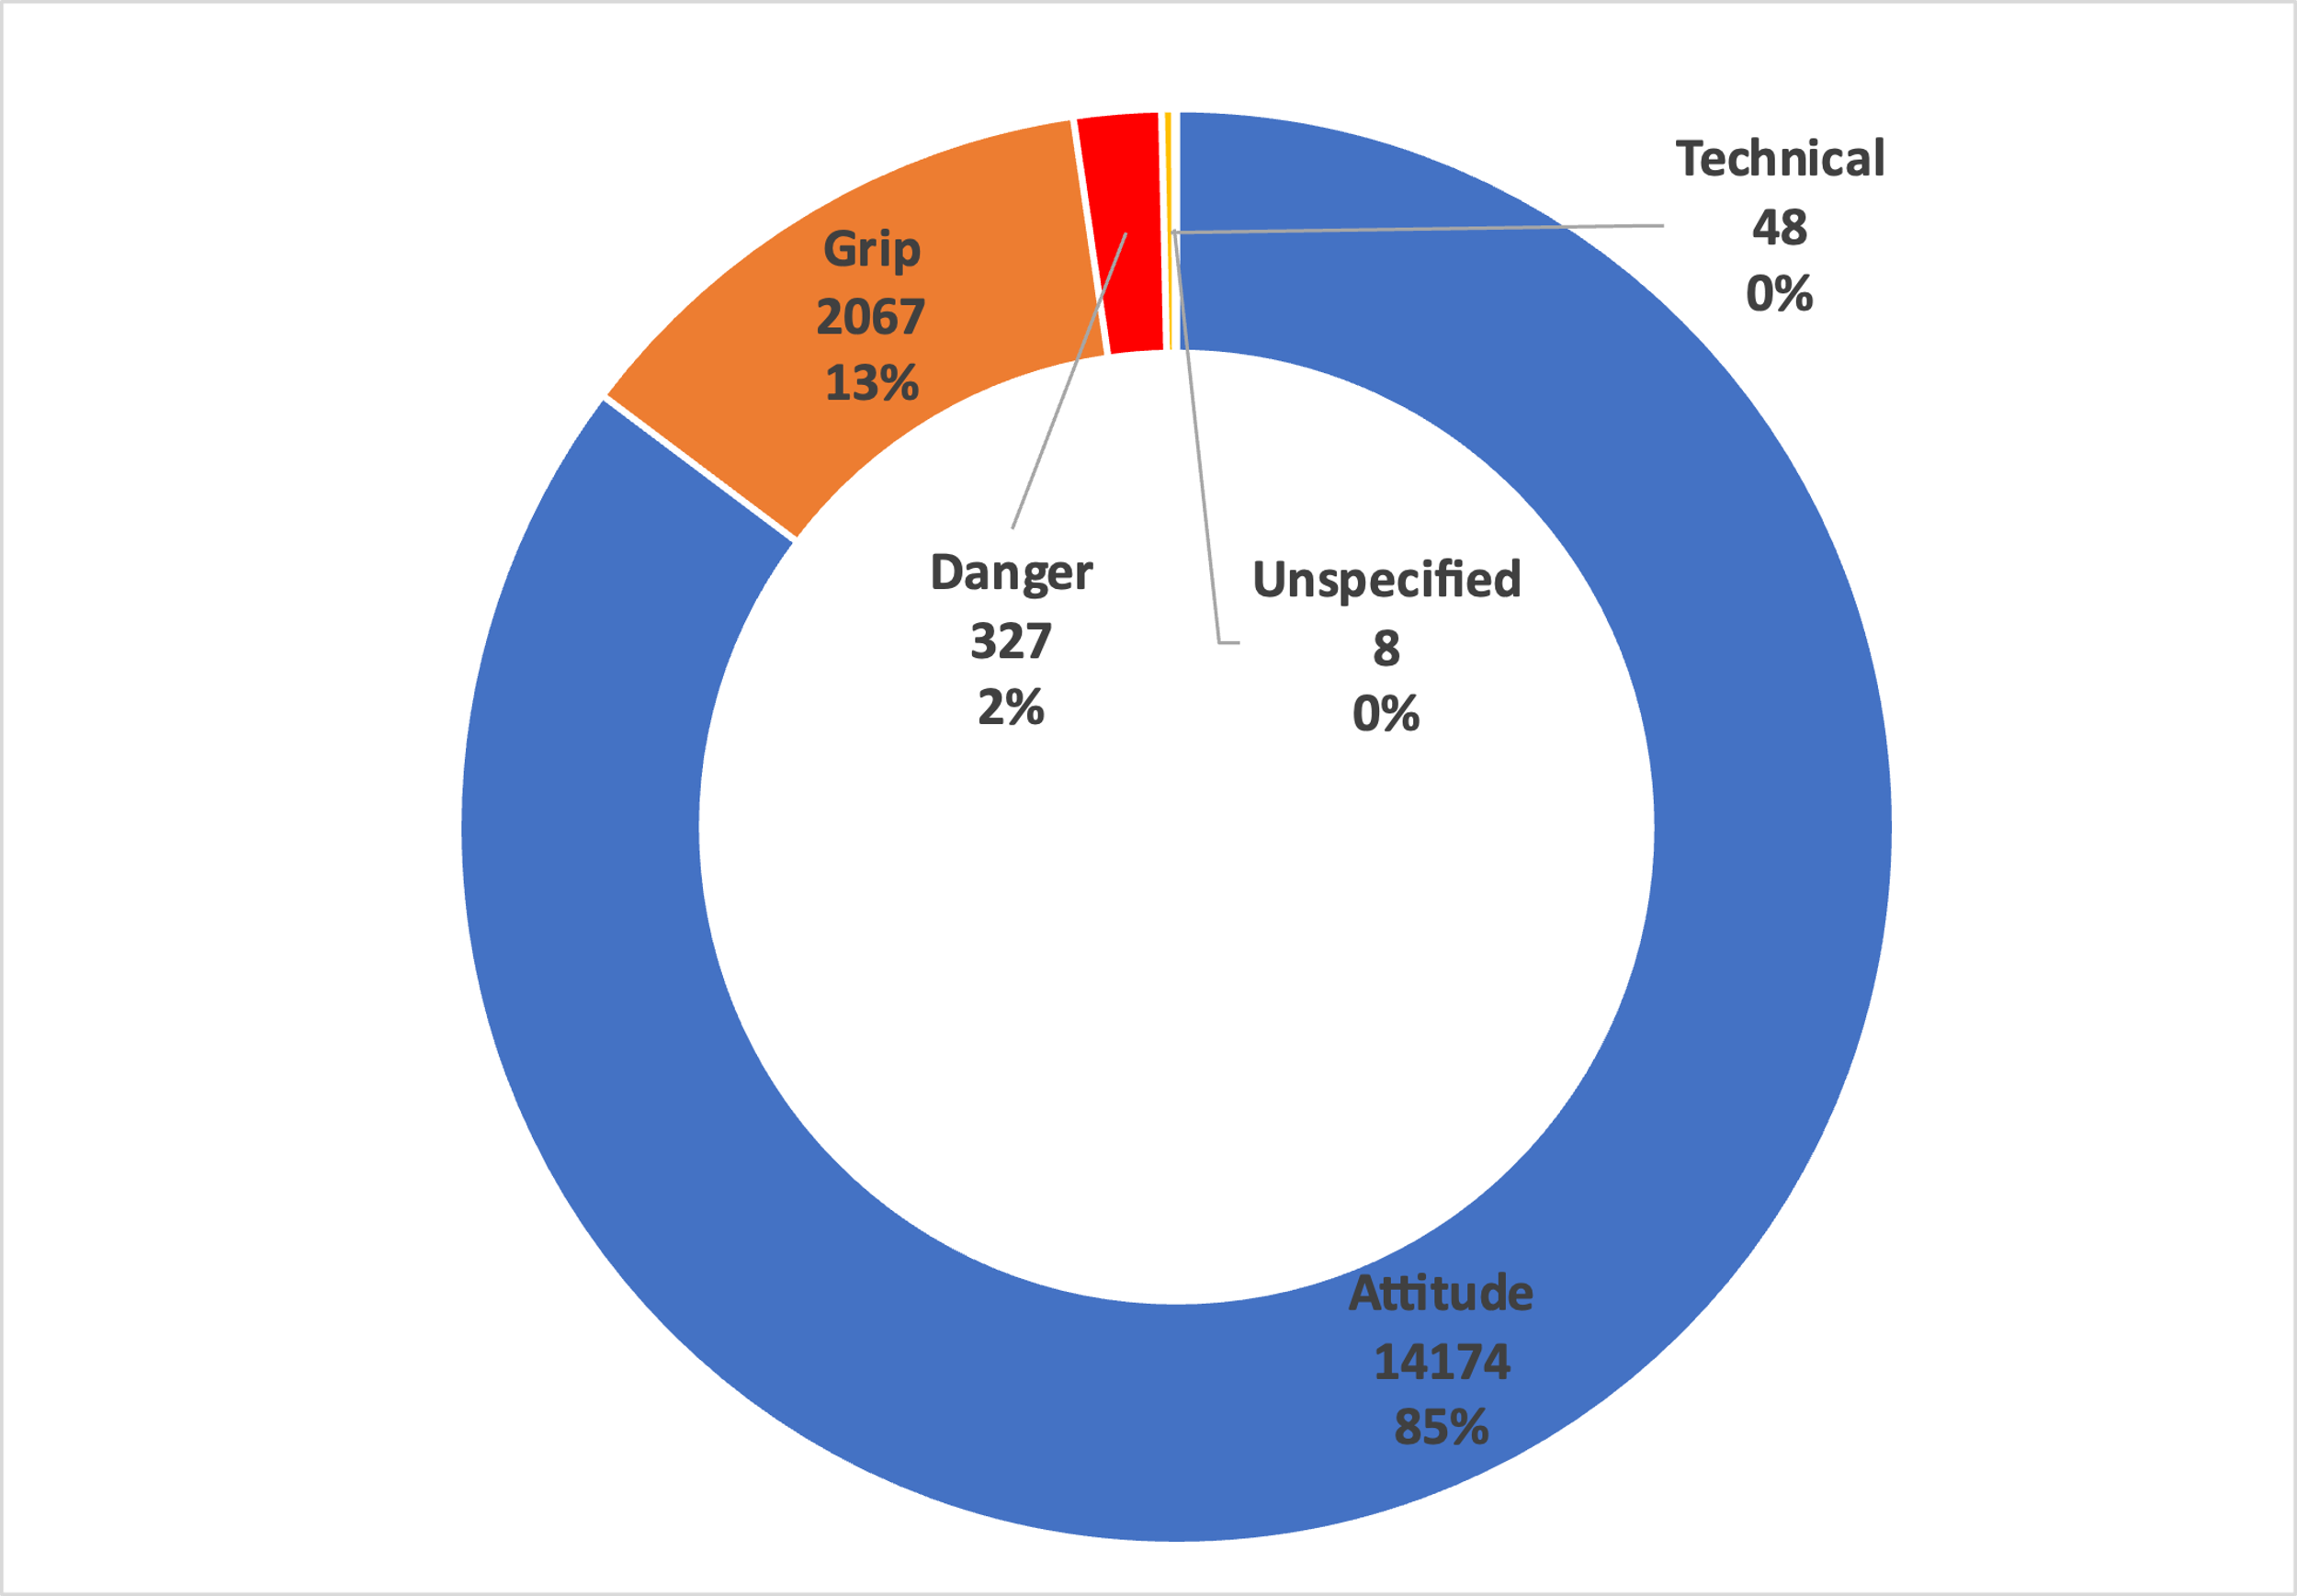 Technical
48
0%
Grip
2067
13%
Danger
327
2%
Unspecified
8
0%
Attitude
14174
85%